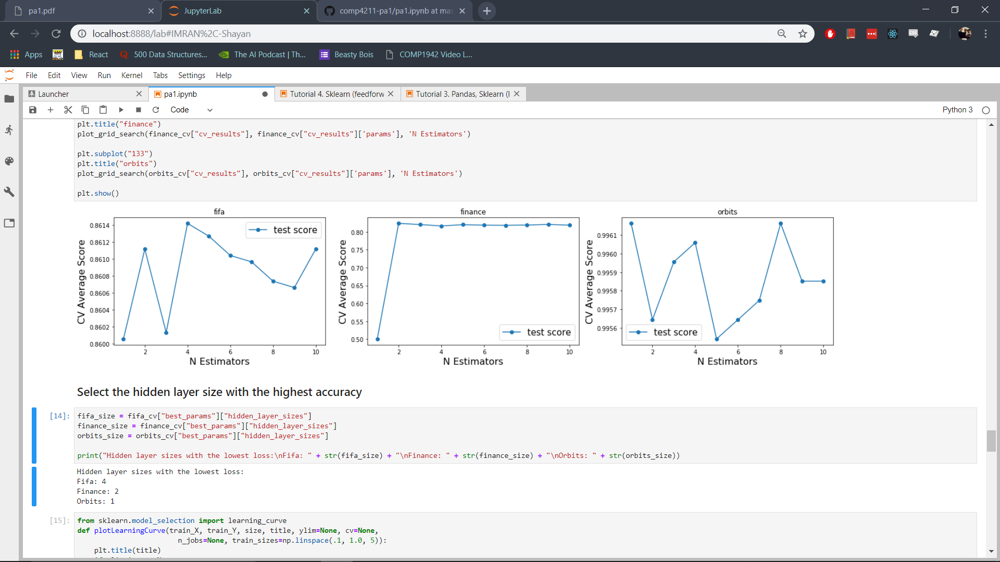 pa1.pdf
JupyterLab
comp4211-pa1/pa1.ipynb at mas
localhost:8888/lab#IMRAN%2C-Shayan
Apps
React
500 Data Structures...
The AI Podcast | Th...
Beasty Bois
COMP1942 Video L...
File Edit View Run Kernel Tabs Settings Help
Launcher
pa1.ipynb
Tutorial 4. Sklearn (feedforw
Tutorial 3. Pandas, Sklearn (l
Code
Python 3
plt.title("finance")
plot_grid_search(finance_cv["cv_results"], finance_cv["cv_results"]['params'], 'N Estimators')
plt.subplot("133")
plt.title("orbits")
plot_grid_search(orbits_cv["cv_results"], orbits_cv["cv_results"]['params'], 'N Estimators')
plt.show()
fifa
CV Average Score
0.8614
0.8612
0.8610
0.8608
0.8606
0.8604
0.8602
0.8600
test score
2 4 6 8 10
N Estimators
finance
CV Average Score
0.80
0.75
0.70
0.65
0.60
0.55
0.50
test score
2 4 6 8 10
N Estimators
orbits
CV Average Score
0.9961
0.9960
0.9959
0.9958
0.9957
0.9956
test score
2 4 6 8 10
N Estimators
Select the hidden layer size with the highest accuracy
[14]:
fifa_size = fifa_cv["best_params"]["hidden_layer_sizes"]
finance_size = finance_cv["best_params"]["hidden_layer_sizes"]
orbits_size = orbits_cv["best_params"]["hidden_layer_sizes"]
print("Hidden layer sizes with the lowest loss:\nFifa: " + str(fifa_size) + "\nFinance: " + str(finance_size) + "\nOrbits: " + str(orbits_size))
Hidden layer sizes with the lowest loss:
Fifa: 4
Finance: 2
Orbits: 1
[15]:
from sklearn.model_selection import learning_curve
def plotLearningCurve(train_X, train_Y, size, title, ylim=None, cv=None,
n_jobs=None, train_sizes=np.linspace(.1, 1.0, 5)):
plt.title(title)